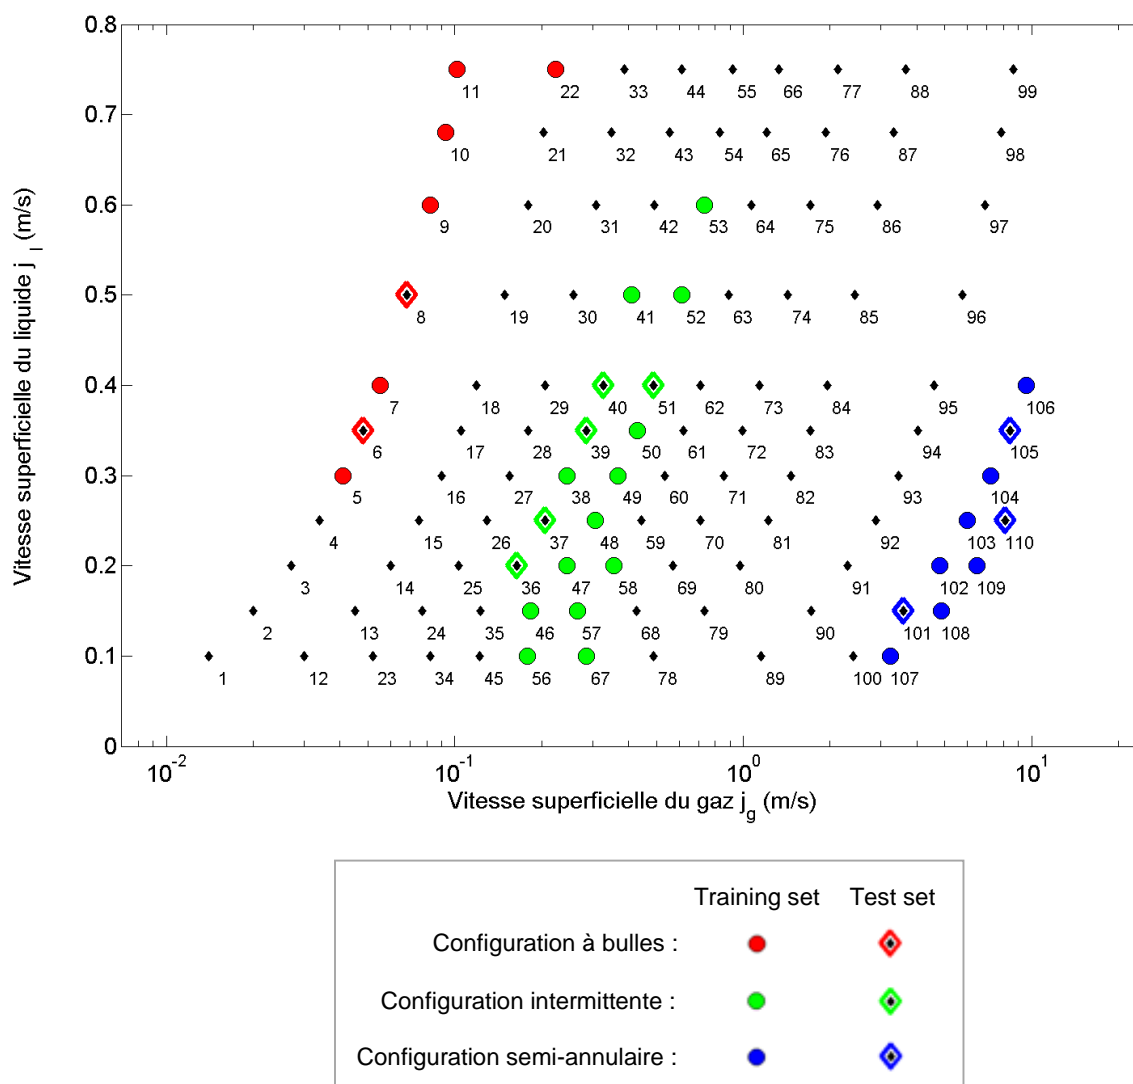 0.8
11 22 33 44 55 66 77 88 99
0.7
10 21 32 43 54 65 76 87 98
0.6
9 20 31 42 53 64 75 86 97
0.5
8 19 30 41 52 63 74 85 96
0.4
7 18 29 40 51 62 73 84 95 106
6 17 28 39 50 61 72 83 94 105
0.3
5 16 27 38 49 60 71 82 93 104
4 15 26 37 48 59 70 81 92 103 110
0.2
3 14 25 36 47 58 69 80 91 102 109
2 13 24 35 46 57 68 79 90 101 108
0.1
1 12 23 34 45 56 67 78 89 100 107
0
Vitesse superficielle du liquide j l (m/s)
10-2 10-1 100 101
Vitesse superficielle du gaz jg (m/s)
Training set Test set
Configuration à bulles :
Configuration intermittente :
Configuration semi-annulaire :